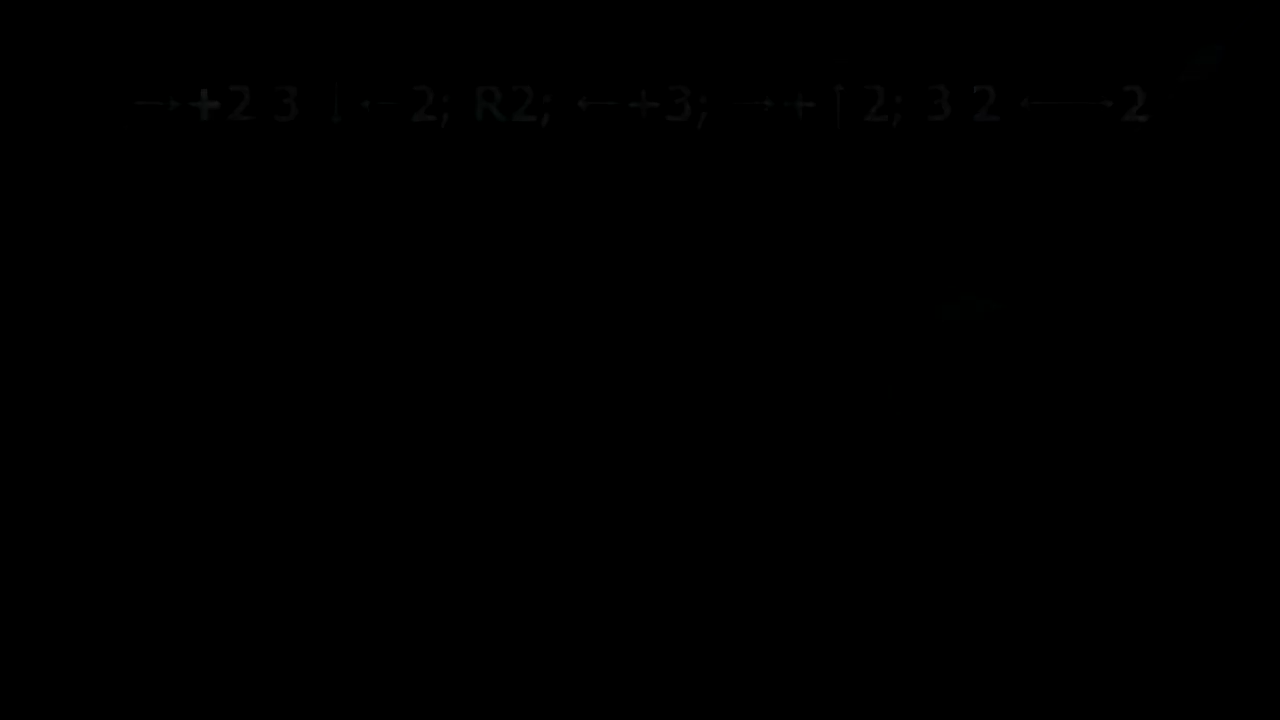 →+2 3 ↓←2; R2; ←+3; →+↑2; 3 2 ←→2